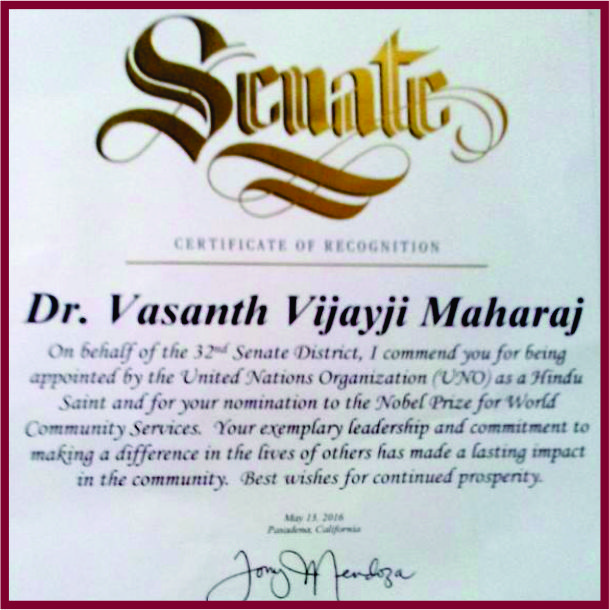 Senate
CERTIFICATE OF RECOGNITION
Dr. Vasanth Vijayji Maharaj
On behalf of the 32nd Senate District, I commend you for being
appointed by the United Nations Organization (UNO) as a Hindu
Saint and for your nomination to the Nobel Prize for World
Community Services. Your exemplary leadership and commitment to
making a difference in the lives of others has made a lasting impact
in the community. Best wishes for continued prosperity.
May 13, 2016
Pasadena, California
Tony Mendoza